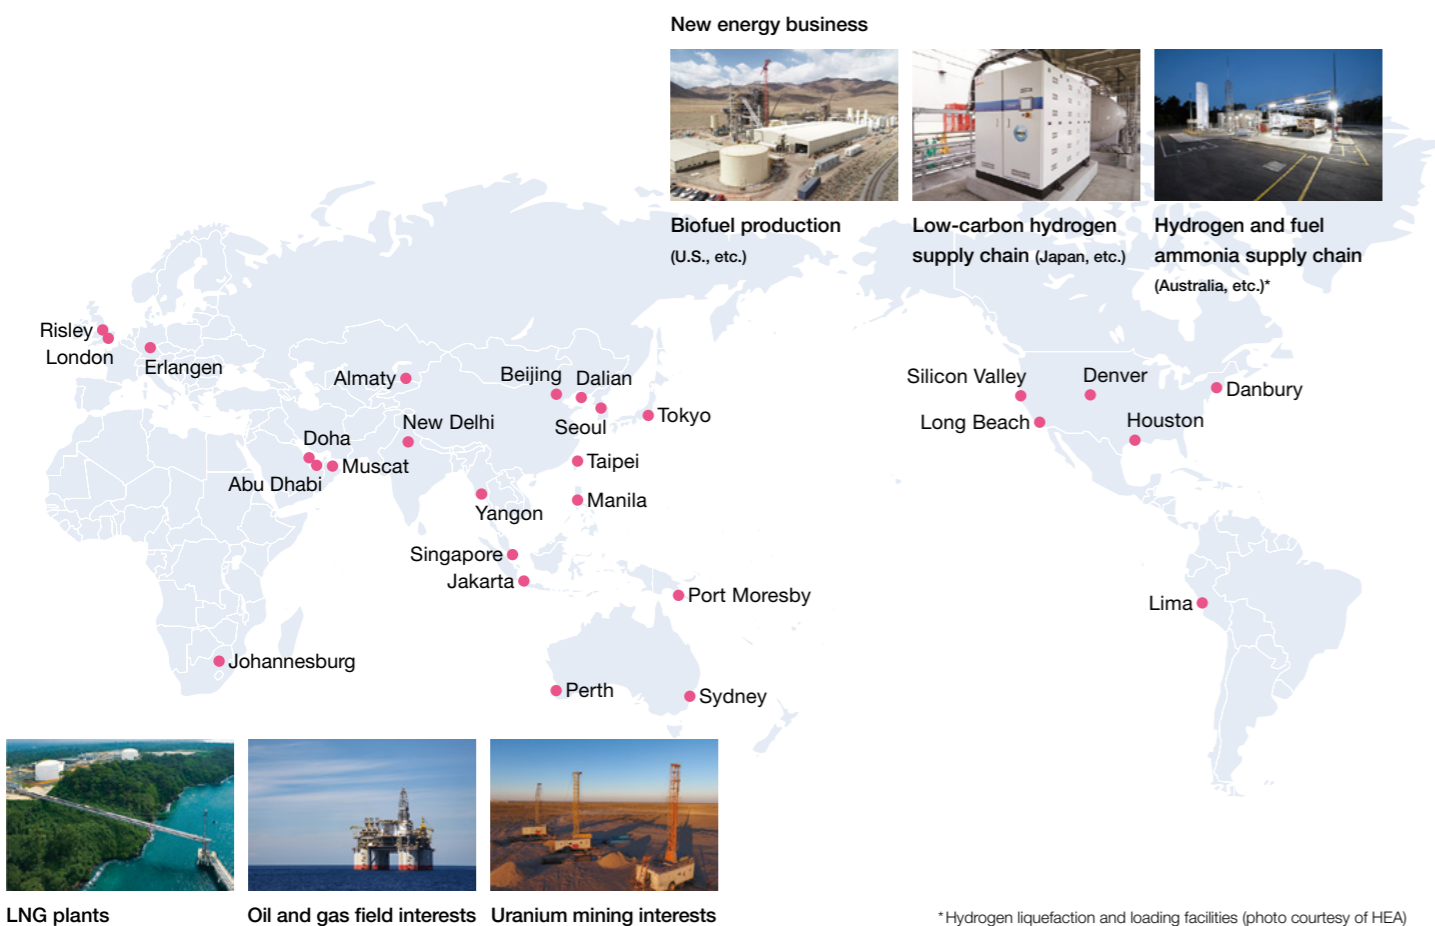 New energy business
Biofuel production
(U.S., etc.)
Low-carbon hydrogen
supply chain (Japan, etc.)
Hydrogen and fuel
ammonia supply chain
(Australia, etc.)*
Risley
London
Erlangen
Almaty
Beijing
Dalian
Seoul
Tokyo
New Delhi
Doha
Muscat
Abu Dhabi
Taipei
Yangon
Manila
Singapore
Jakarta
Port Moresby
Johannesburg
Perth
Sydney
Silicon Valley
Denver
Danbury
Long Beach
Houston
Lima
LNG plants
Oil and gas field interests
Uranium mining interests
*Hydrogen liquefaction and loading facilities (photo courtesy of HEA)